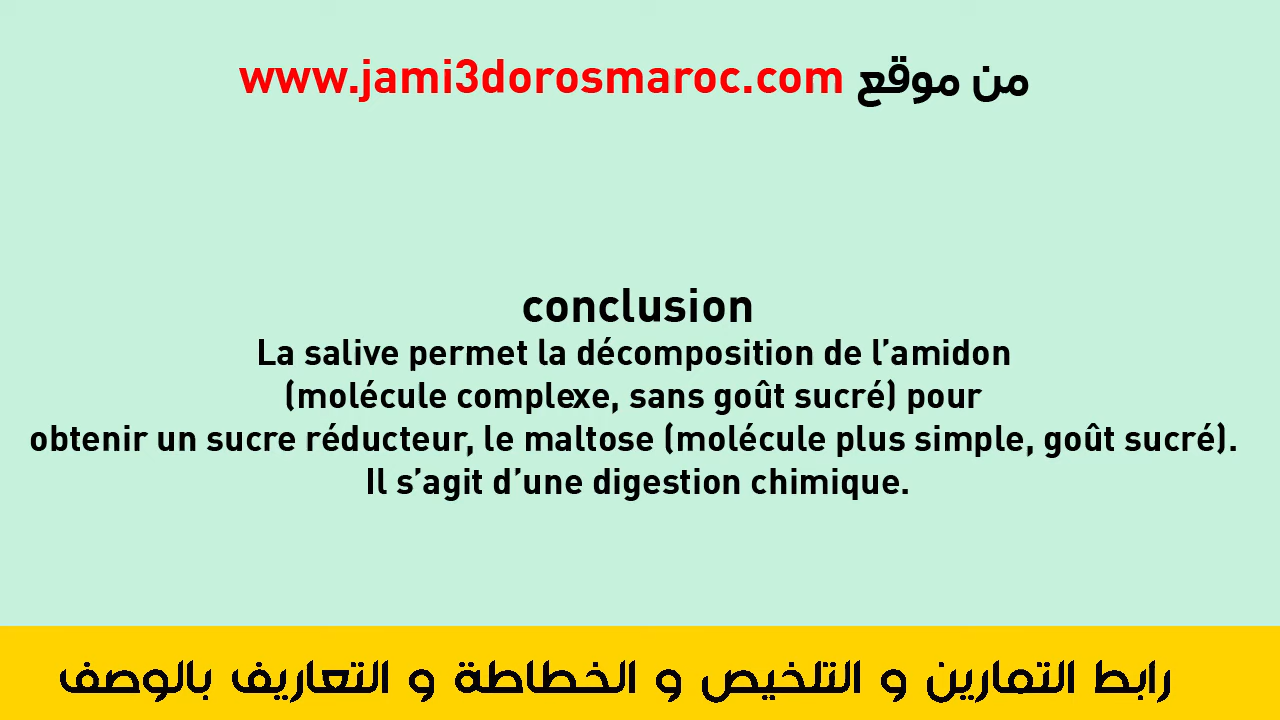 من موقع www.jami3dorosmaroc.com
conclusion
La salive permet la décomposition de l’amidon
(molécule complexe, sans goût sucré) pour
obtenir un sucre réducteur, le maltose (molécule plus simple, goût sucré).
Il s’agit d’une digestion chimique.
رابط التمارين و التلخيص و الخطاطة و التعاريف بالوصف